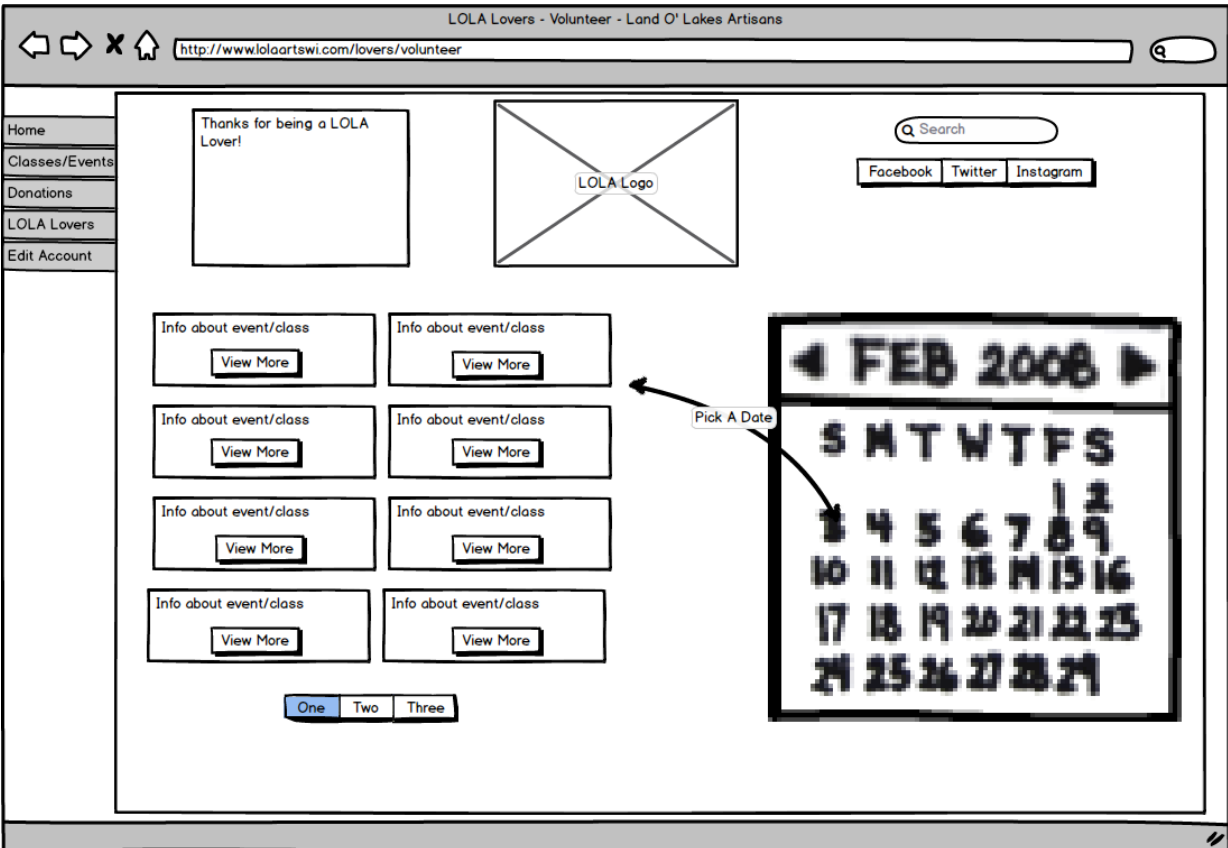 LOLA Lovers - Volunteer - Land O' Lakes Artisans
http://www.lolaartswi.com/lovers/volunteer
Home
Classes/Events
Donations
LOLA Lovers
Edit Account
Thanks for being a LOLA
Lover!
LOLA Logo
Search
Facebook Twitter Instagram
Info about event/class
View More
Info about event/class
View More
Info about event/class
View More
Info about event/class
View More
Info about event/class
View More
Info about event/class
View More
Info about event/class
View More
Info about event/class
View More
One Two Three
Pick A Date
FEB 2008
S M T W T F S
1 2
3 4 5 6 7 8 9
10 11 12 13 14 15 16
17 18 19 20 21 22 23
24 25 26 27 28 29